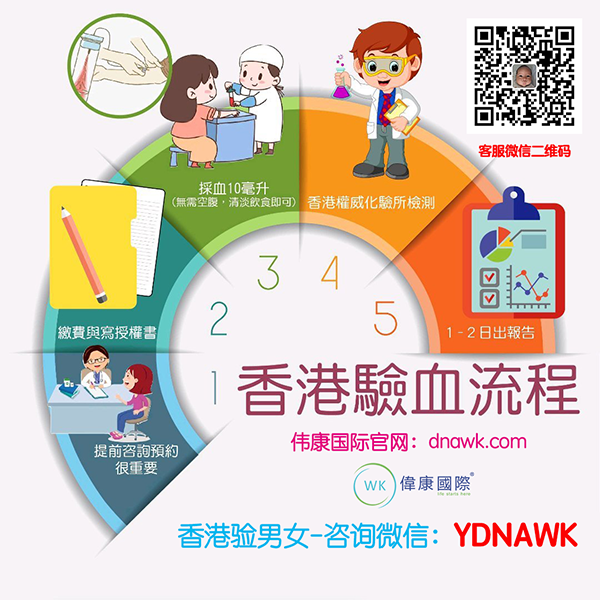 客服微信二维码
採血10毫升
(無需空腹，清淡飲食即可)
香港權威化驗所檢測
3
4
2
5
繳費與寫授權書
1-2日出報告
1
香港驗血流程
提前咨詢預約
很重要
伟康国际官网：dnawk.com
WK 偉康國際®
life starts here
香港验男女-咨询微信：YDNAWK